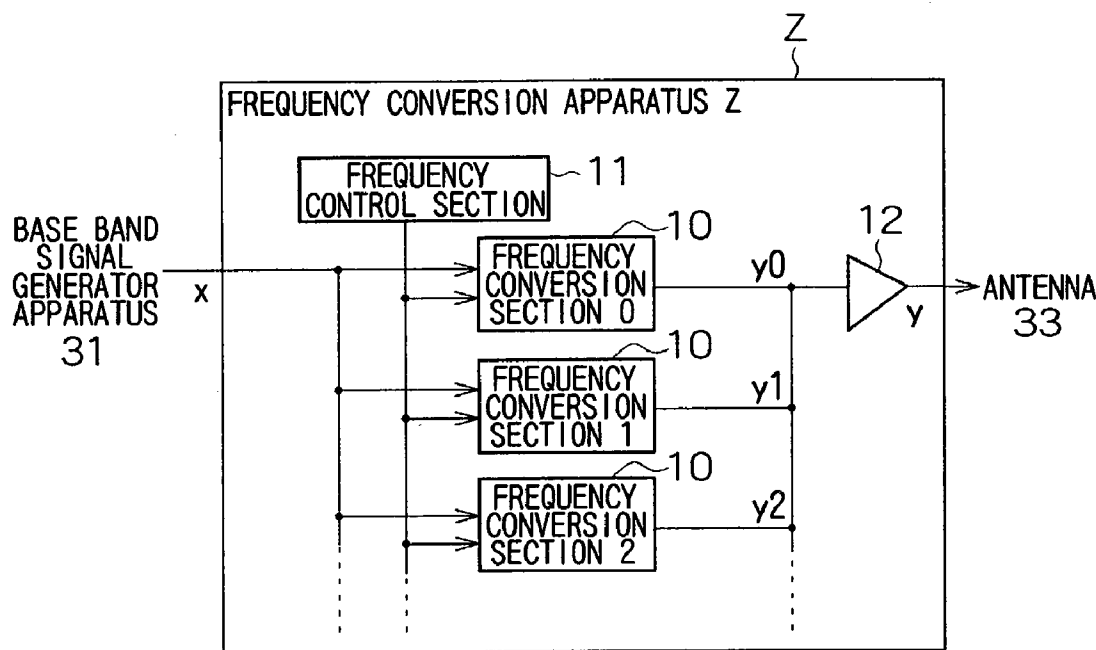 Z
FREQUENCY CONVERSION APPARATUS Z
FREQUENCY
CONTROL SECTION
11
BASE BAND
SIGNAL
GENERATOR
APPARATUS
31
x
10
FREQUENCY
CONVERSION
SECTION 0
y0
12
y
ANTENNA
33
10
FREQUENCY
CONVERSION
SECTION 1
y1
10
FREQUENCY
CONVERSION
SECTION 2
y2